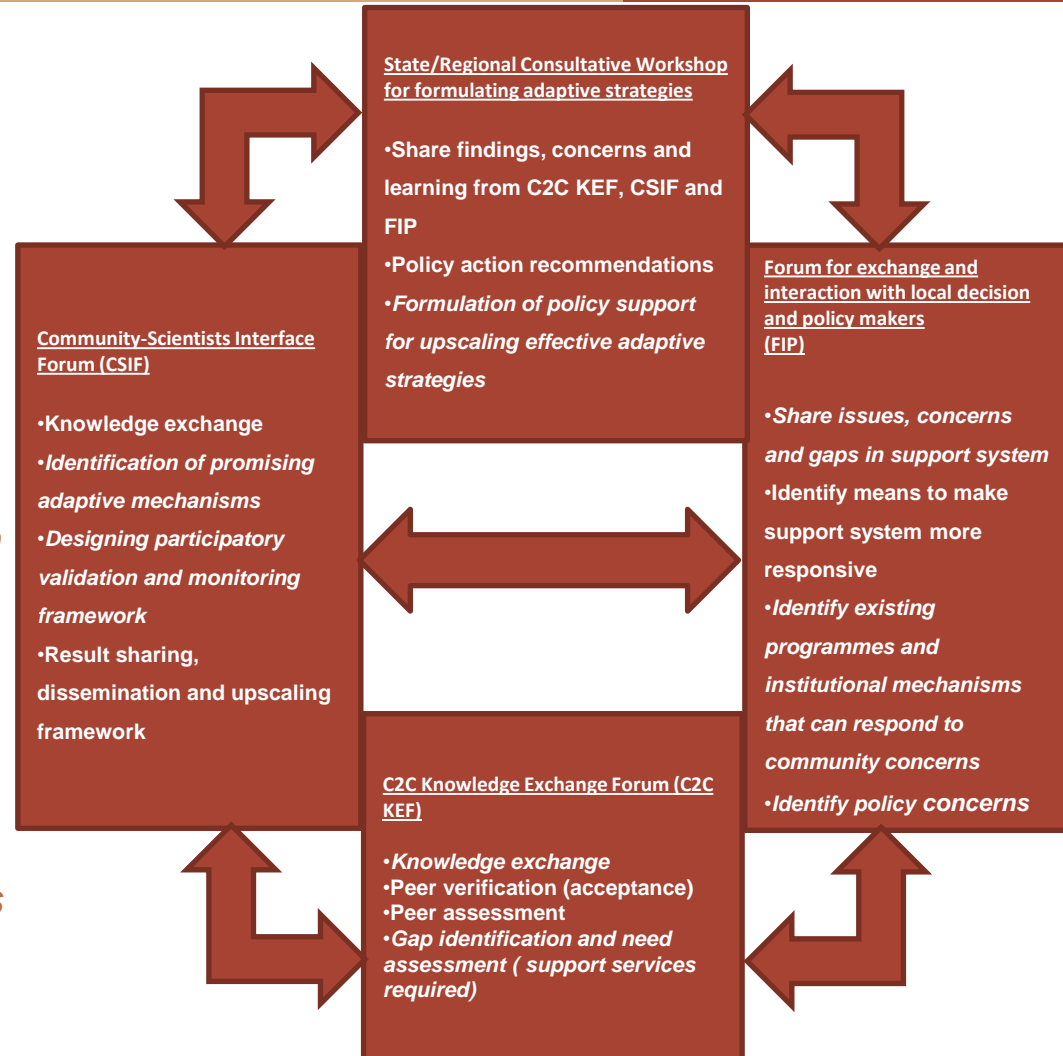 State/Regional Consultative Workshop
for formulating adaptive strategies
•Share findings, concerns and
learning from C2C KEF, CSIF and
FIP
•Policy action recommendations
•Formulation of policy support
for upscaling effective adaptive
strategies
Community-Scientists Interface
Forum (CSIF)
•Knowledge exchange
•Identification of promising
adaptive mechanisms
•Designing participatory
validation and monitoring
framework
•Result sharing,
dissemination and upscaling
framework
Forum for exchange and
interaction with local decision
and policy makers
(FIP)
•Share issues, concerns
and gaps in support system
•Identify means to make
support system more
responsive
•Identify existing
programmes and
institutional mechanisms
that can respond to
community concerns
•Identify policy concerns
C2C Knowledge Exchange Forum (C2C
KEF)
•Knowledge exchange
•Peer verification (acceptance)
•Peer assessment
•Gap identification and need
assessment ( support services
required)